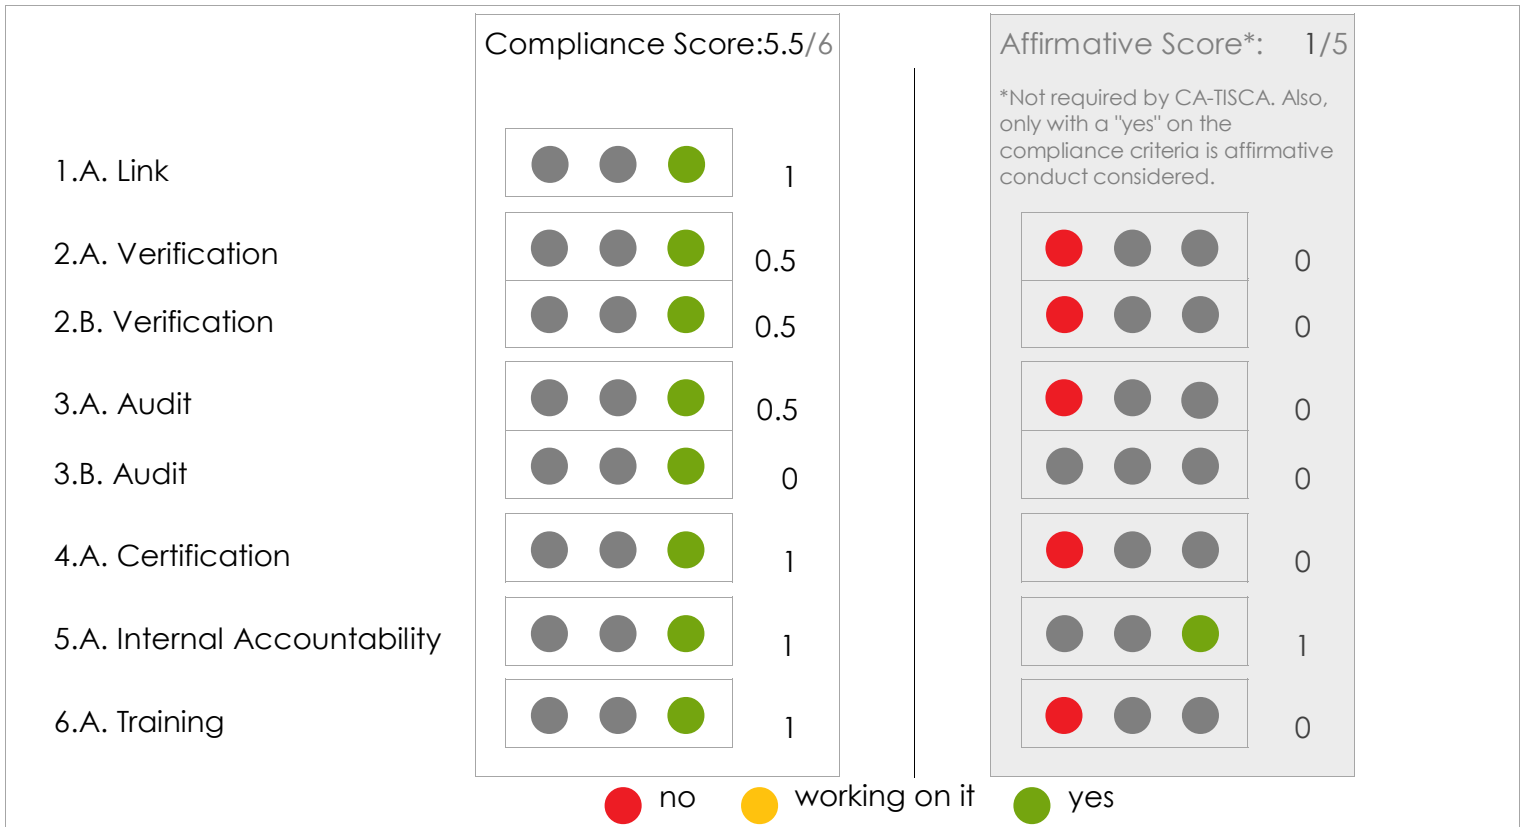 Compliance Score:5.5/6
Affirmative Score*: 1/5
*Not required by CA-TISCA. Also,
only with a "yes" on the
compliance criteria is affirmative
conduct considered.
1.A. Link 1
2.A. Verification 0.5 0
2.B. Verification 0.5 0
3.A. Audit 0.5 0
3.B. Audit 0 0
4.A. Certification 1 0
5.A. Internal Accountability 1 1
6.A. Training 1 0
no working on it yes